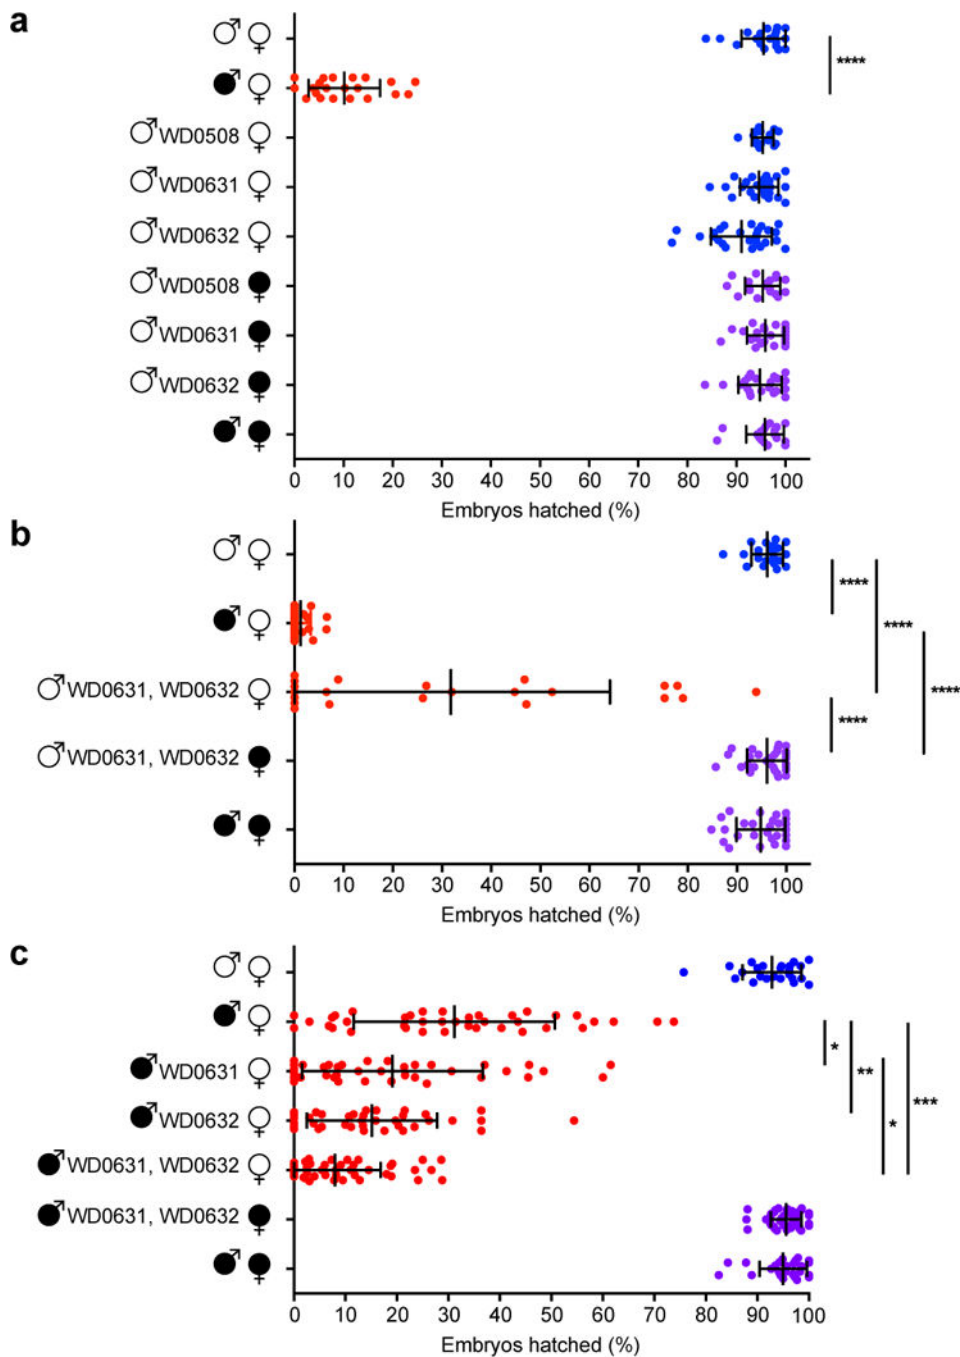 a
♂ ♀
♂ ♀
****
♂WD0508 ♀
♂WD0631 ♀
♂WD0632 ♀
♂WD0508 ♀
♂WD0631 ♀
♂WD0632 ♀
♂ ♀
0 10 20 30 40 50 60 70 80 90 100
Embryos hatched (%)
b
♂ ♀
♂ ♀
****
****
♂WD0631, WD0632 ♀
****
****
♂WD0631, WD0632 ♀
♂ ♀
0 10 20 30 40 50 60 70 80 90 100
Embryos hatched (%)
c
♂ ♀
♂ ♀
*
♂WD0631 ♀
**
♂WD0632 ♀
***
*
♂WD0631, WD0632 ♀
♂WD0631, WD0632 ♀
♂ ♀
0 10 20 30 40 50 60 70 80 90 100
Embryos hatched (%)